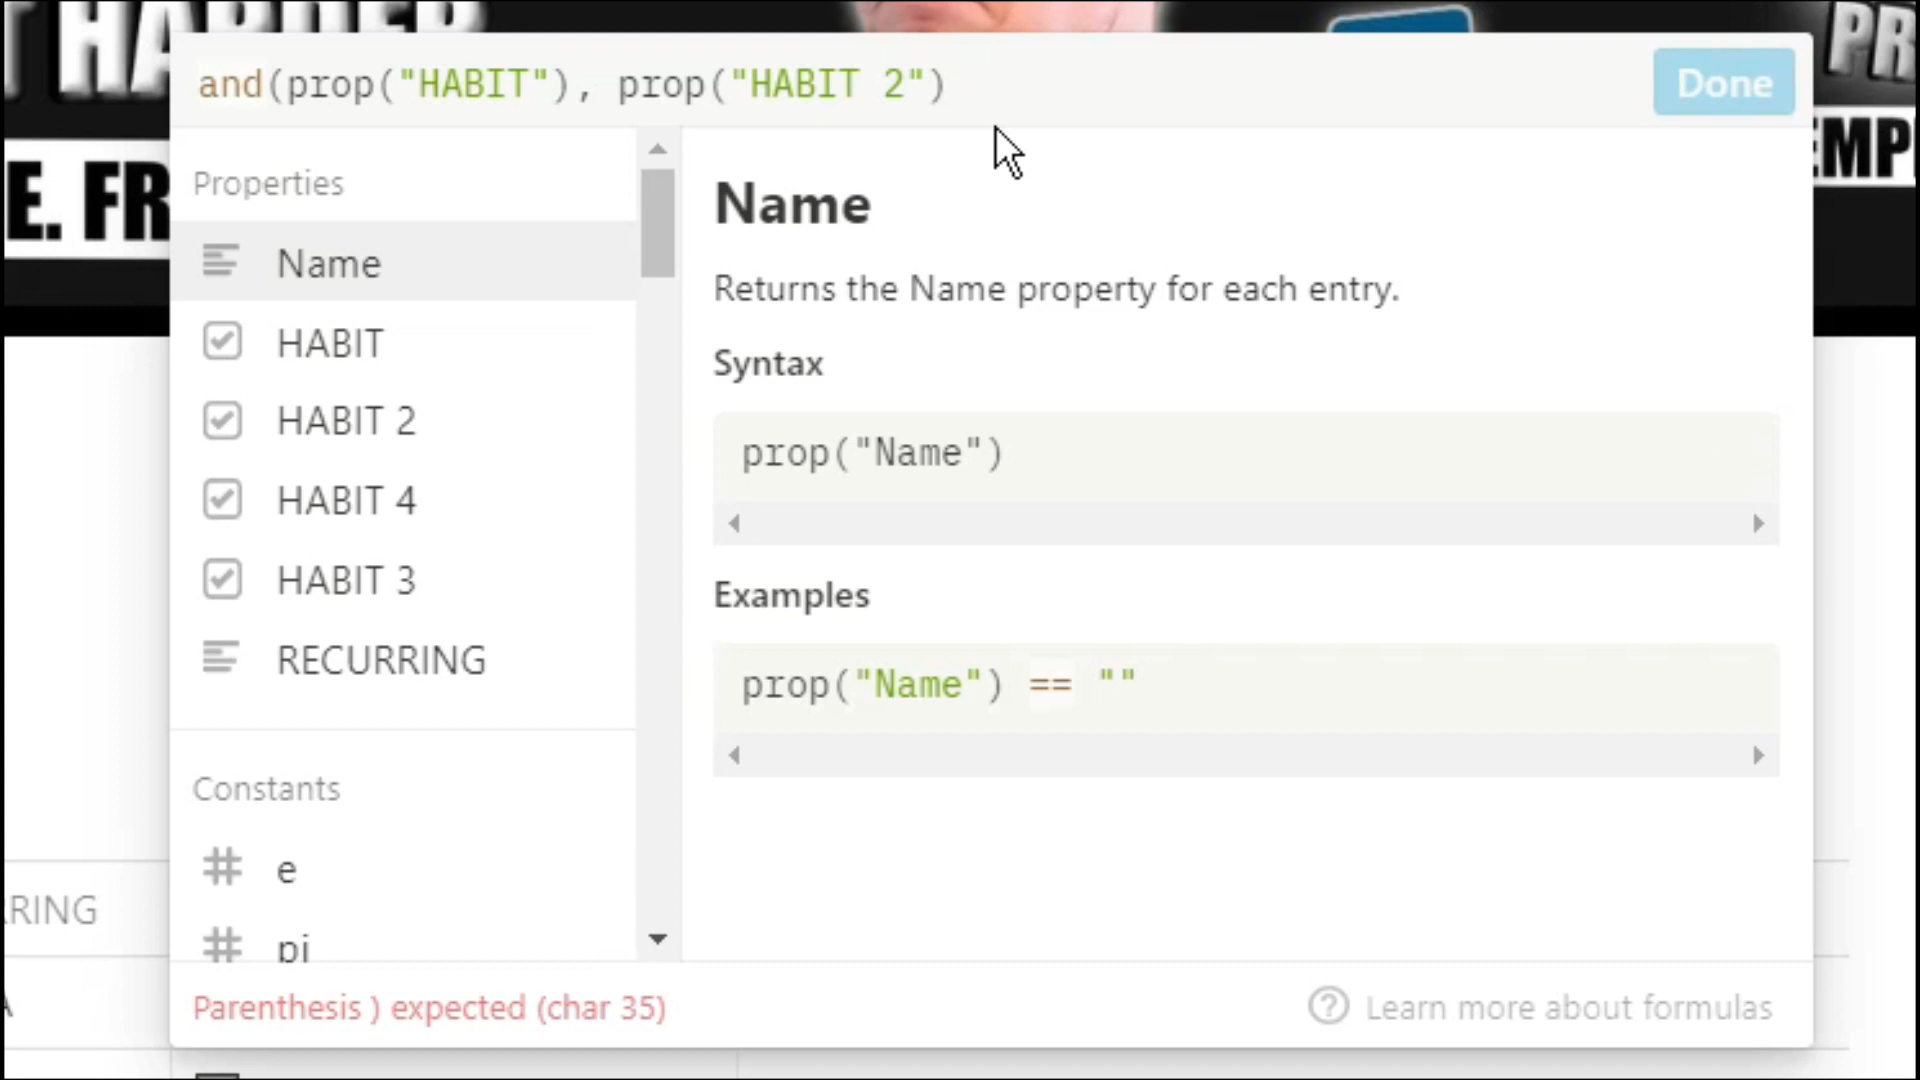 and(prop("HABIT"), prop("HABIT 2")
Done
E. FR
EMP
Properties
Name
HABIT
HABIT 2
HABIT 4
HABIT 3
RECURRING
Constants
e
pi
Name
Returns the Name property for each entry.
Syntax
prop("Name")
Examples
prop("Name") == ""
RRING
Parenthesis ) expected (char 35)
Learn more about formulas